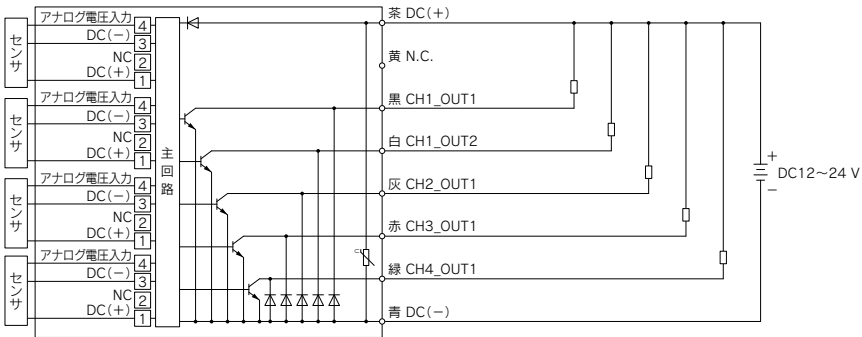 センサ
アナログ電圧入力 4
DC(－) 3
NC 2
DC(＋) 1
センサ
アナログ電圧入力 4
DC(－) 3
NC 2
DC(＋) 1
センサ
アナログ電圧入力 4
DC(－) 3
NC 2
DC(＋) 1
センサ
アナログ電圧入力 4
DC(－) 3
NC 2
DC(＋) 1
主回路
茶 DC(＋)
黄 N.C.
黒 CH1_OUT1
白 CH1_OUT2
灰 CH2_OUT1
赤 CH3_OUT1
緑 CH4_OUT1
青 DC(－)
＋
DC12～24 V
－